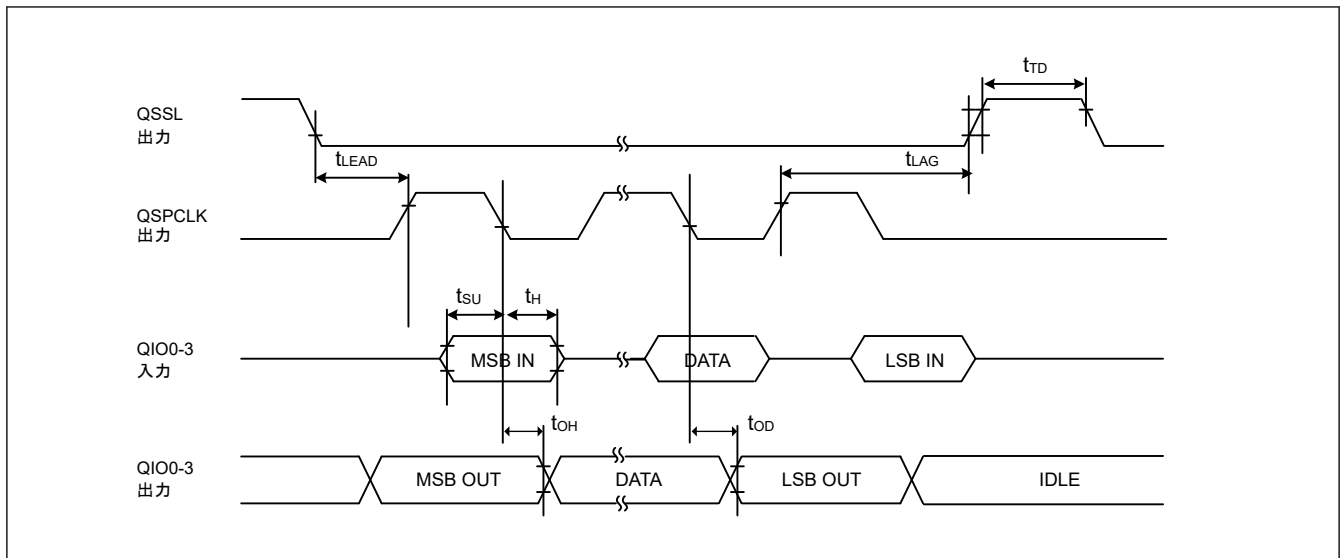 tTD
QSSL
出力
tLEAD
tLAG
QSPCLK
出力
tSU
tH
QIO0-3
入力
MSB IN
DATA
LSB IN
tOH
tOD
QIO0-3
出力
MSB OUT
DATA
LSB OUT
IDLE